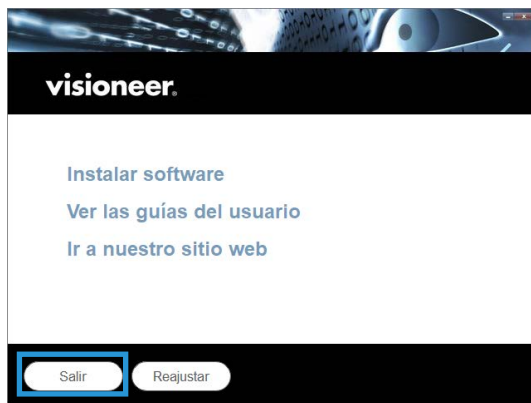 visioneer.
Instalar software
Ver las guías del usuario
Ir a nuestro sitio web
Salir
Reajustar